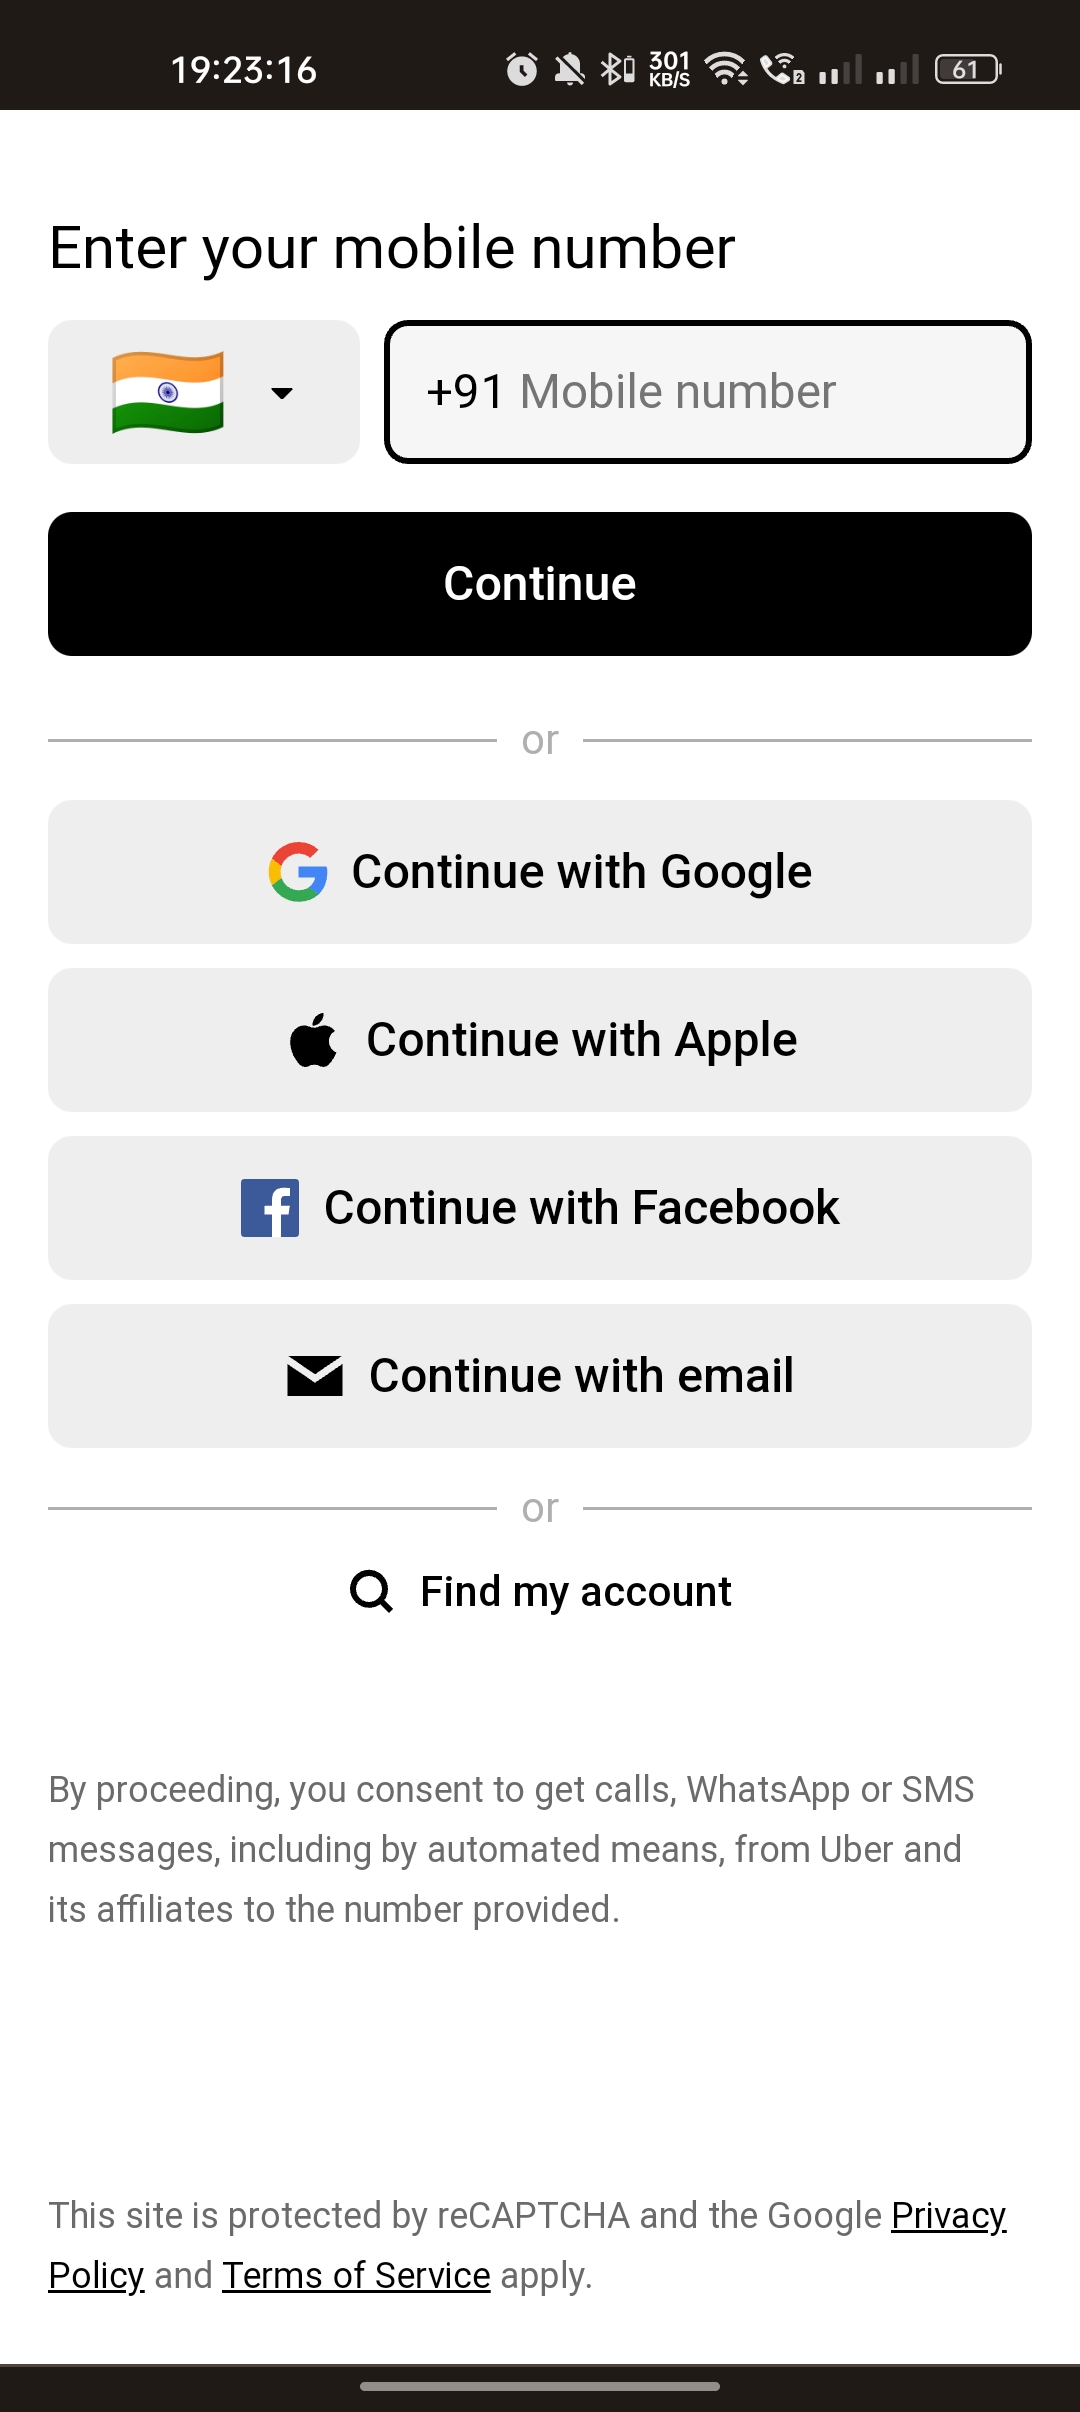 19:23:16 301 KB/S 2 61
Enter your mobile number
+91 Mobile number
Continue
or
Continue with Google
Continue with Apple
Continue with Facebook
Continue with email
or
Find my account
By proceeding, you consent to get calls, WhatsApp or SMS
messages, including by automated means, from Uber and
its affiliates to the number provided.
This site is protected by reCAPTCHA and the Google Privacy
Policy and Terms of Service apply.